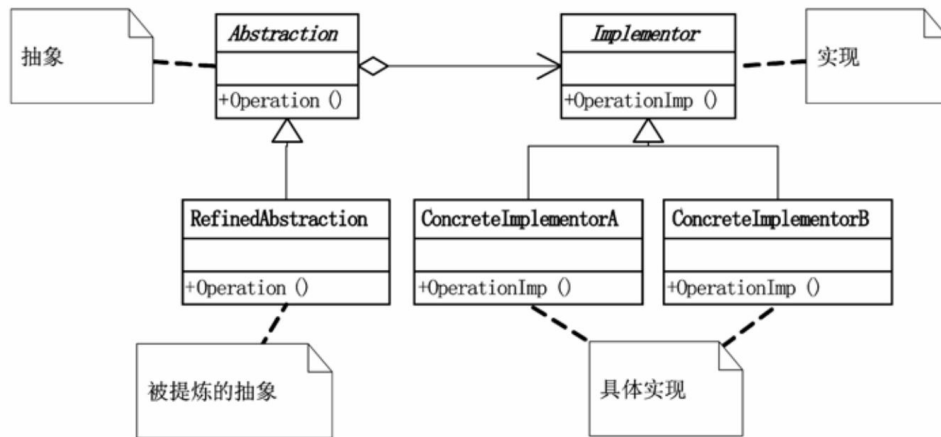 抽象
Abstraction
+Operation ()
Implementor
+OperationImp ()
实现
RefinedAbstraction
+Operation ()
ConcreteImplementorA
+OperationImp ()
ConcreteImplementorB
+OperationImp ()
被提炼的抽象
具体实现